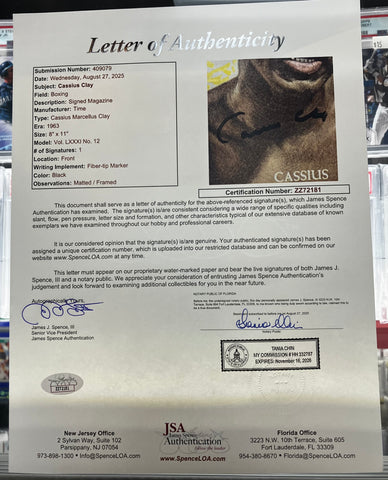 Letter of Authenticity
Submission Number: 409079
Date: Wednesday, August 27, 2025
Subject: Cassius Clay
Field: Boxing
Description: Signed Magazine
Manufacturer: Time
Autograph: Cassius Marcellus Clay
Era: 1963
Size: 8" x 11"
Item Number: Vol. LXXXI No. 12
Number of Signatures: 1
Location: Front
Writing Implement: Fiber-tip Marker
Color: Black
Observations: Matted / Framed
Cassius Clay
CASSIUS
Certification Number: ZZ72181
This document shall serve as a letter of authenticity for the above-referenced signature(s), which James Spence
Authentication has examined. The signature(s) is/are consistent considering a wide range of specific qualities including
slant, flow, pen pressure, letter size and formation, and other characteristics typical of our extensive database of known
exemplars we have examined throughout our hobby and professional careers.
It is our considered opinion that the signature(s) is/are genuine. Your authenticated signature(s) has been
assigned a unique certification number, which is uploaded into our restricted database and can be confirmed on our
website www.SpenceLOA.com at any time.
This letter must appear on our proprietary water-marked paper and bear the live signatures of both James J.
Spence, III and a notary public. We appreciate your consideration of entrusting James Spence Authentication's
judgement and look forward to examining additional collectibles for you in the near future.
Autographically Yours,
James J. Spence, III
Senior Vice President
James Spence Authentication
NOTARY PUBLIC OF FLORIDA
Notary Public
TANIA CHIN
MY COMMISSION # HH 332787
EXPIRES: November 16, 2026
ZZ72181
New Jersey Office
2 Sylvan Way, Suite 102
Parsippany, NJ 07054
973-898-1300 • Info@SpenceLOA.com
JSA
James Spence
Authentication
www.SpenceLOA.com
Florida Office
3223 N.W. 10th Terrace, Suite 605
Fort Lauderdale, FL 33309
954-380-8670 • Florida@SpenceLOA.com
$15